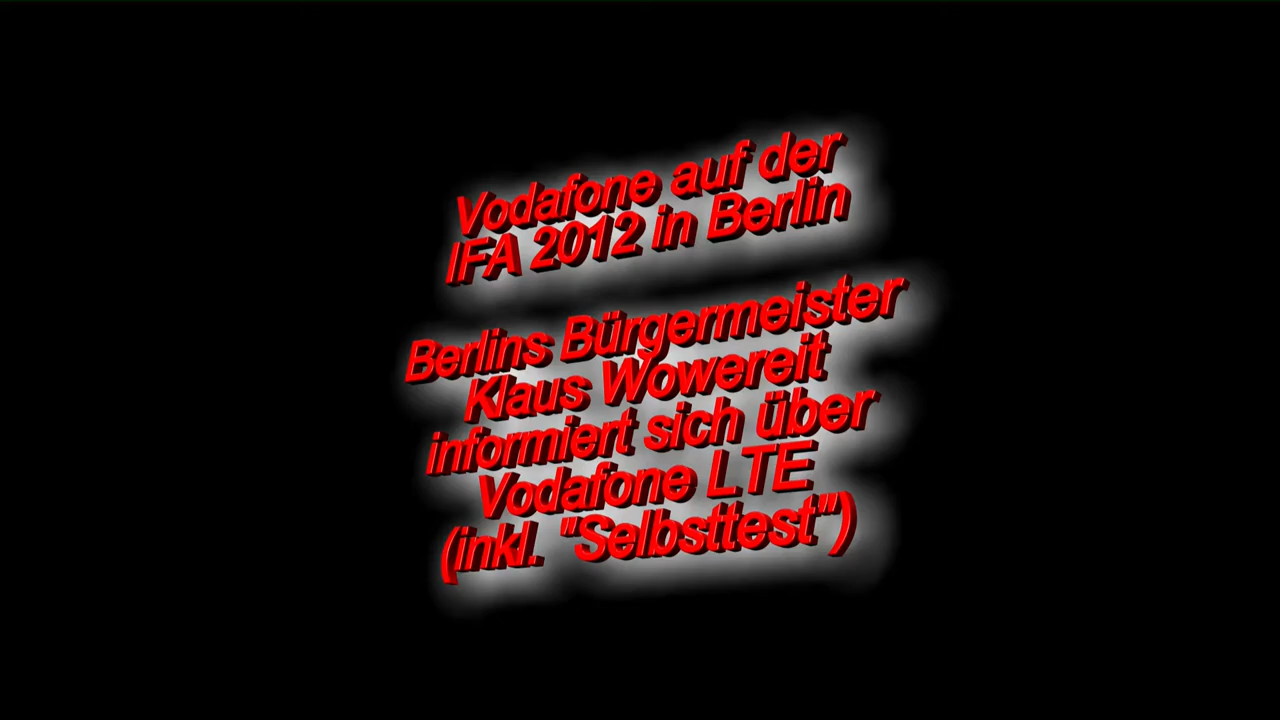 Vodafone auf der
IFA 2012 in Berlin
Berlins Bürgermeister
Klaus Wowereit
informiert sich über
Vodafone LTE
(inkl. "Selbsttest")